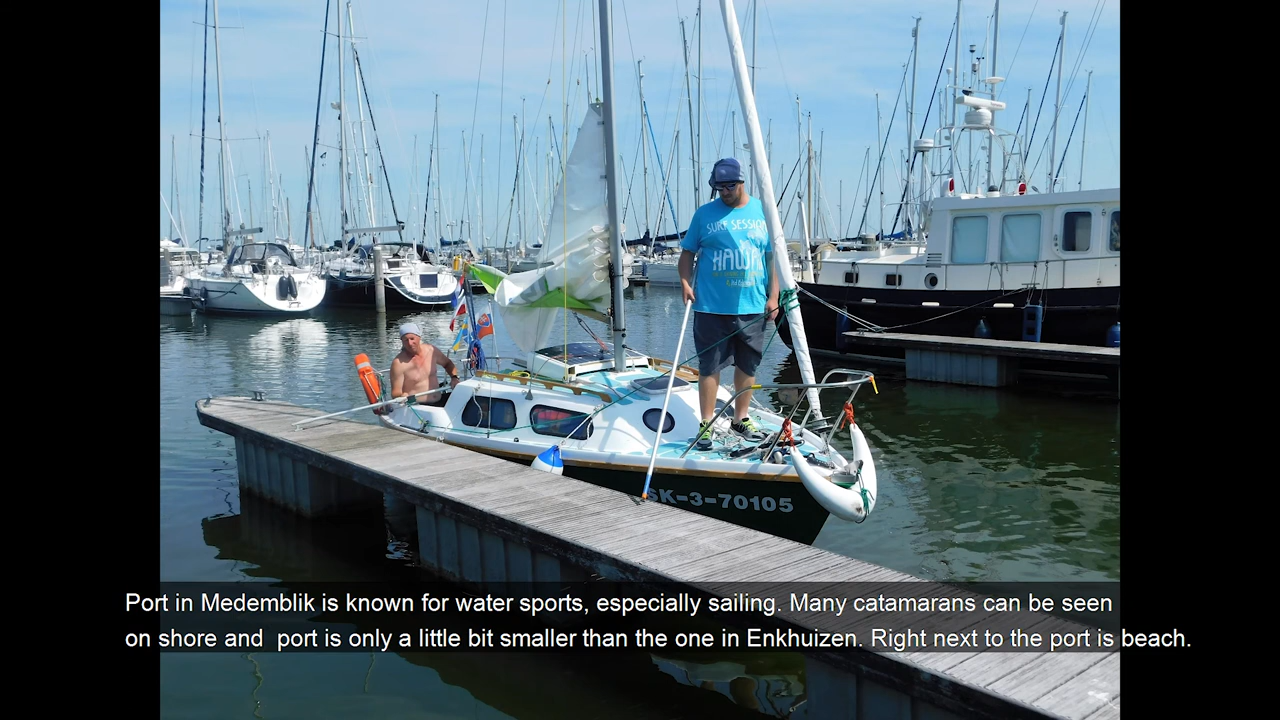 SURF SESSION
HAWAII
SK-3-70105
Port in Medemblik is known for water sports, especially sailing. Many catamarans can be seen
on shore and  port is only a little bit smaller than the one in Enkhuizen. Right next to the port is beach.